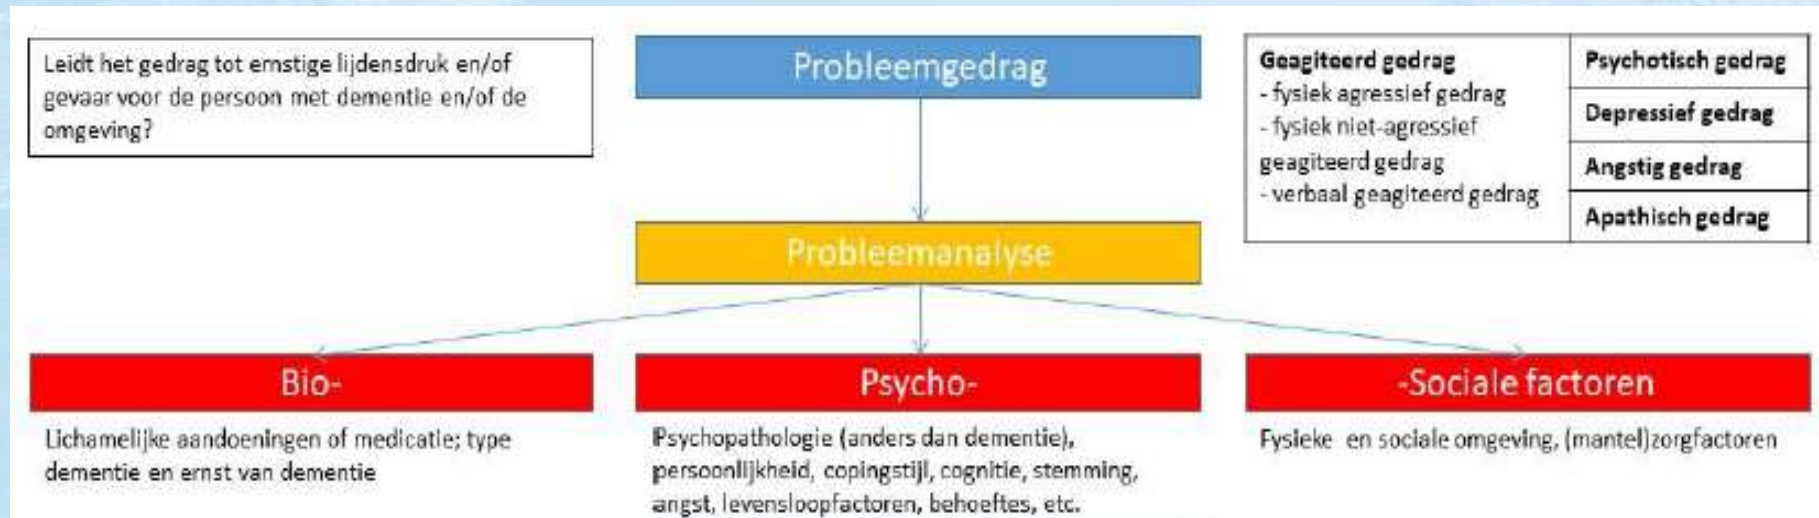 Leidt het gedrag tot ernstige lijdensdruk en/of
gevaar voor de persoon met dementie en/of de
omgeving?
Probleemgedrag
Geagiteerd gedrag
- fysiek agressief gedrag
- fysiek niet-agressief
geagiteerd gedrag
- verbaal geagiteerd gedrag
Psychotisch gedrag
Depressief gedrag
Angstig gedrag
Apathisch gedrag
Probleemanalyse
Bio-
Lichamelijke aandoeningen of medicatie; type
dementie en ernst van dementie
Psycho-
Psychopathologie (anders dan dementie),
persoonlijkheid, copingstijl, cognitie, stemming,
angst, levensloopfactoren, behoeftes, etc.
-Sociale factoren
Fysieke en sociale omgeving, (mantel)zorgfactoren